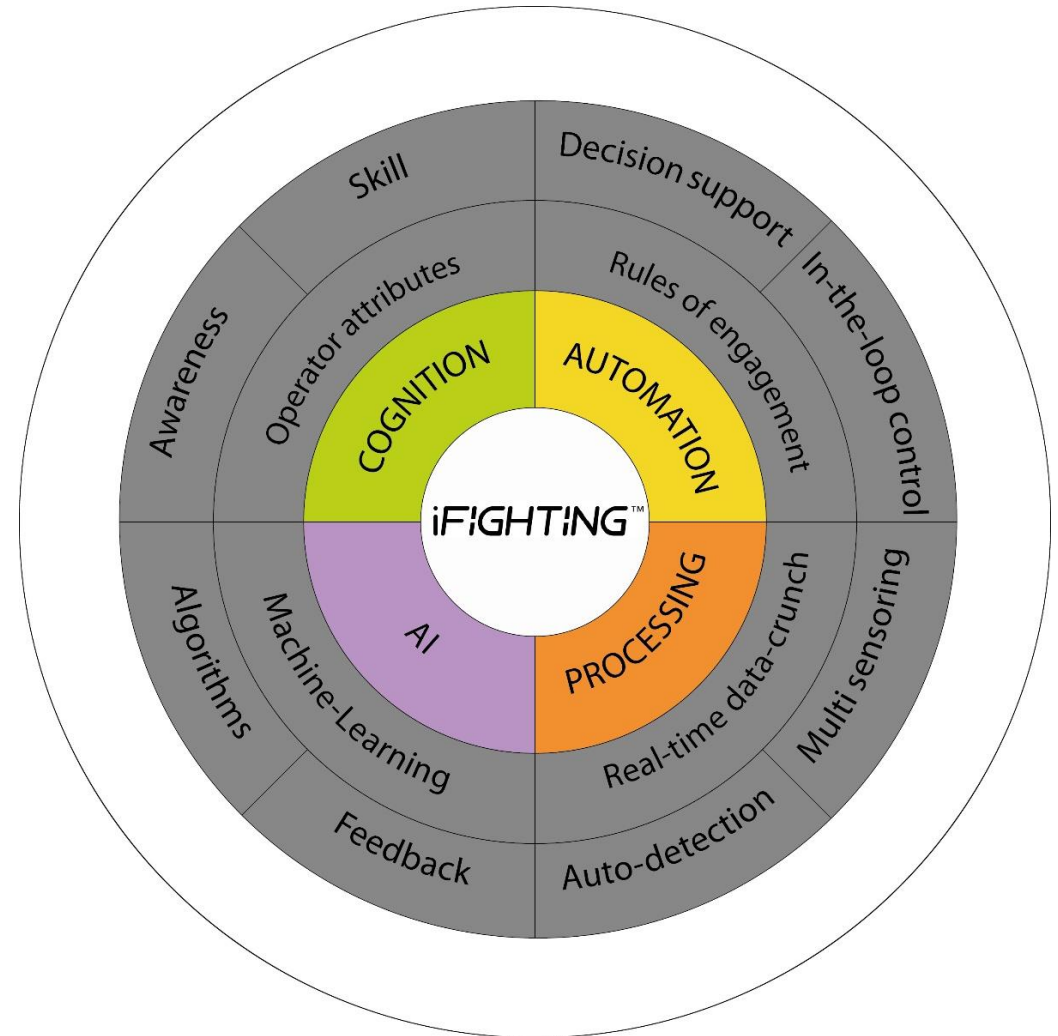 Skill
Decision support
Awareness
Operator attributes
Rules of engagement
In-the-loop control
COGNITION
AUTOMATION
iFIGHTING™
AI
PROCESSING
Algorithms
Machine-Learning
Real-time data-crunch
Multi sensoring
Feedback
Auto-detection